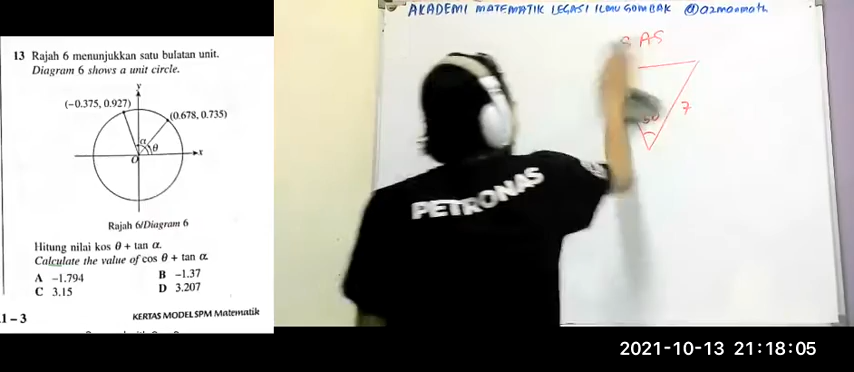 13 Rajah 6 menunjukkan satu bulatan unit.
Diagram 6 shows a unit circle.
y
(−0.375, 0.927)
(0.678, 0.735)
α
θ
x
O
Rajah 6/Diagram 6
Hitung nilai kos θ + tan α.
Calculate the value of cos θ + tan α.
A −1.794
B −1.37
C 3.15
D 3.207
1 – 3
KERTAS MODEL SPM Matematik
AKADEMI MATEMATIK LEGASI ILMU GOMBAK @azmanmath
SAS
7
50
PETRONAS
2021-10-13 21:18:05